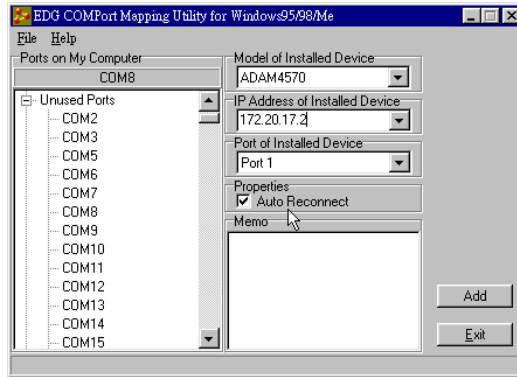 EDG COMPort Mapping Utility for Windows95/98/Me
File Help
Ports on My Computer
COM8
Unused Ports
COM2
COM3
COM5
COM6
COM7
COM8
COM9
COM10
COM11
COM12
COM13
COM14
COM15
Model of Installed Device
ADAM4570
IP Address of Installed Device
172.20.17.2
Port of Installed Device
Port 1
Properties
Auto Reconnect
Memo
Add
Exit